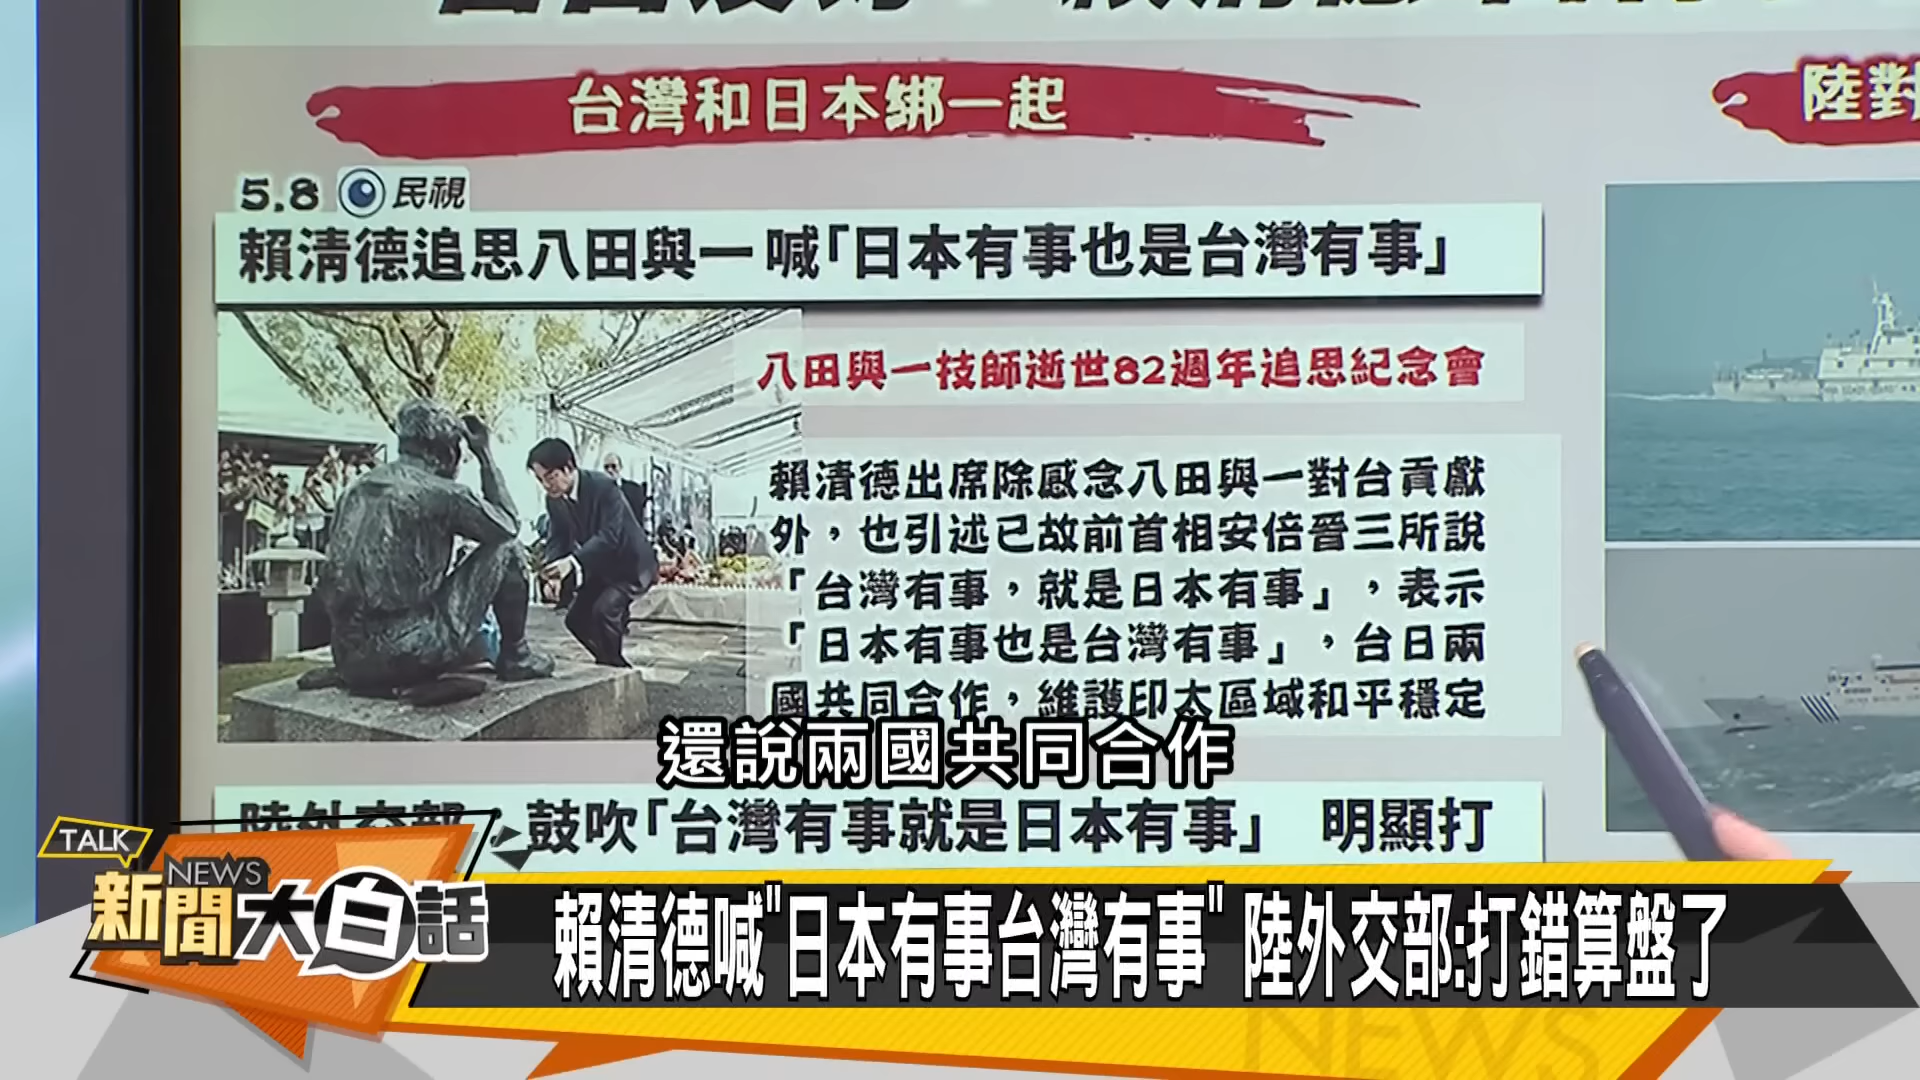 台灣和日本綁一起
陸對
5.8 民視
賴清德追思八田與一 喊「日本有事也是台灣有事」
八田與一技師逝世82週年追思紀念會
賴清德出席除感念八田與一對台貢獻
外，也引述已故前首相安倍晉三所說
「台灣有事，就是日本有事」，表示
「日本有事也是台灣有事」，台日兩
國共同合作，維護印太區域和平穩定
還說兩國共同合作
陸外交部：鼓吹「台灣有事就是日本有事」 明顯打
TALK
NEWS
新聞大白話
賴清德喊"日本有事台灣有事" 陸外交部:打錯算盤了
NEWS